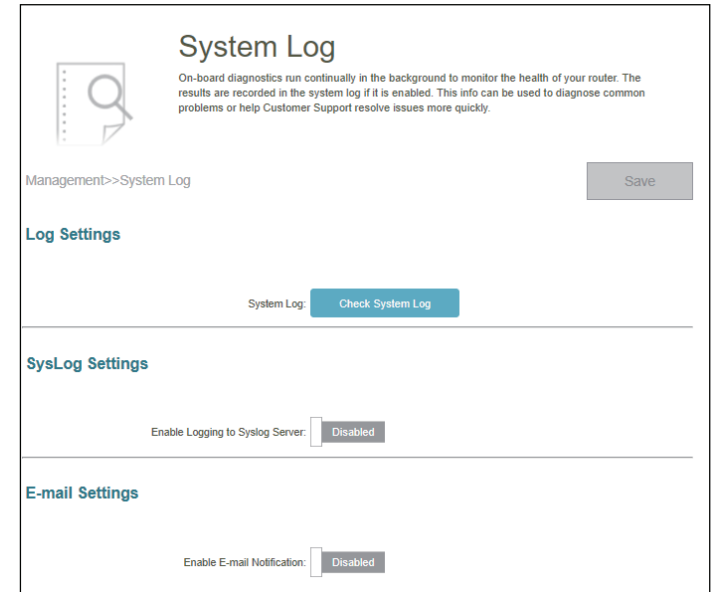 System Log
On-board diagnostics run continually in the background to monitor the health of your router. The
results are recorded in the system log if it is enabled. This info can be used to diagnose common
problems or help Customer Support resolve issues more quickly.
Management>>System Log
Save
Log Settings
System Log:
Check System Log
SysLog Settings
Enable Logging to Syslog Server:
Disabled
E-mail Settings
Enable E-mail Notification:
Disabled